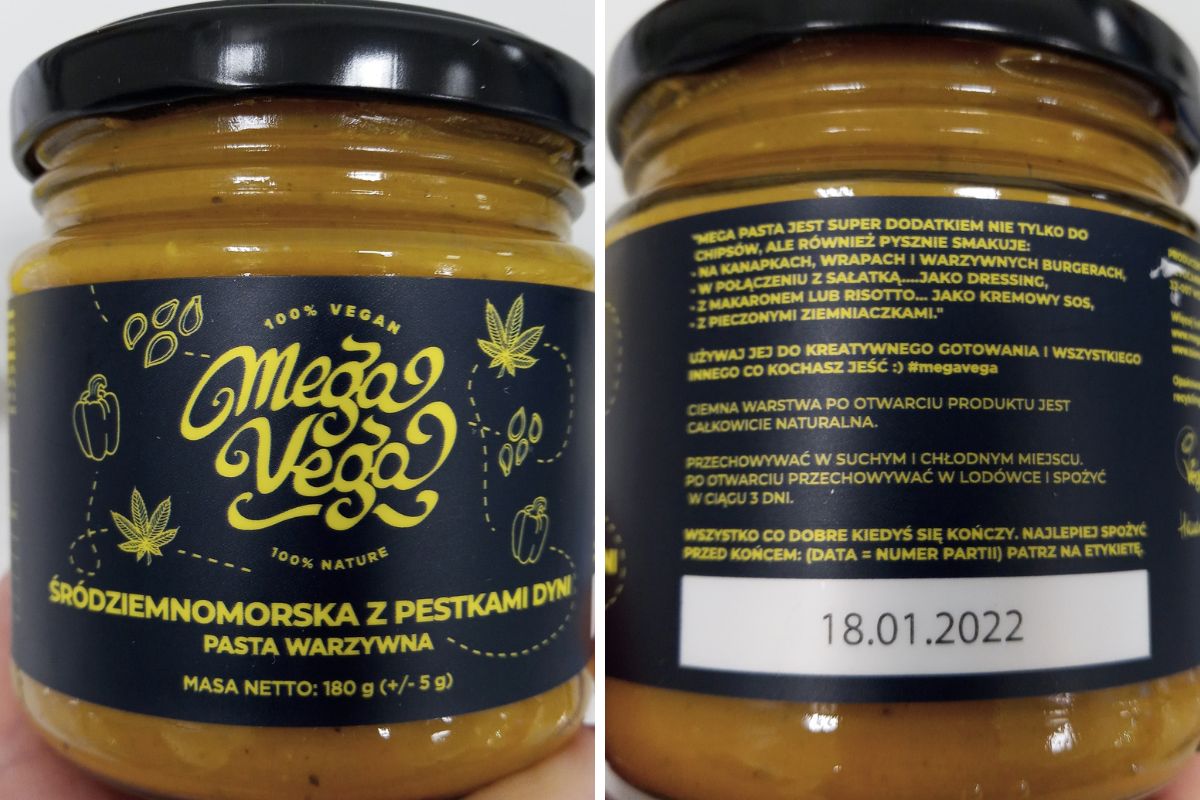 100% VEGAN
Mega
Vega
100% NATURE
ŚRÓDZIEMNOMORSKA Z PESTKAMI DYNI
PASTA WARZYWNA
MASA NETTO: 180 g (+/- 5 g)
"MEGA PASTA JEST SUPER DODATKIEM NIE TYLKO DO
CHIPSÓW, ALE RÓWNIEŻ PYSZNIE SMAKUJE:
- NA KANAPKACH, WRAPACH I WARZYWNYCH BURGERACH,
- W POŁĄCZENIU Z SAŁATKĄ....JAKO DRESSING,
- Z MAKARONEM LUB RISOTTO... JAKO KREMOWY SOS,
- Z PIECZONYMI ZIEMNIACZKAMI."
UŻYWAJ JEJ DO KREATYWNEGO GOTOWANIA I WSZYSTKIEGO
INNEGO CO KOCHASZ JEŚĆ :) #megavega
CIEMNA WARSTWA PO OTWARCIU PRODUKTU JEST
CAŁKOWICIE NATURALNA.
PRZECHOWYWAĆ W SUCHYM I CHŁODNYM MIEJSCU.
PO OTWARCIU PRZECHOWYWAĆ W LODÓWCE I SPOŻYĆ
W CIĄGU 3 DNI.
WSZYSTKO CO DOBRE KIEDYŚ SIĘ KOŃCZY. NAJLEPIEJ SPOŻYĆ
PRZED KOŃCEM: (DATA = NUMER PARTII) PATRZ NA ETYKIETĘ.
18.01.2022